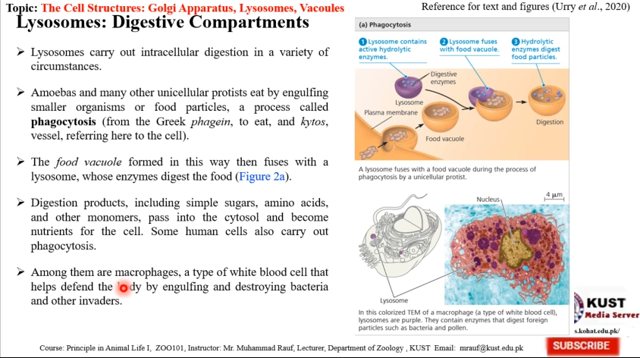 Topic: The Cell Structures: Golgi Apparatus, Lysosomes, Vacuoles
Reference for text and figures (Urry et al., 2020)
Lysosomes: Digestive Compartments
➢ Lysosomes carry out intracellular digestion in a variety of
circumstances.
➢ Amoebas and many other unicellular protists eat by engulfing
smaller organisms or food particles, a process called
phagocytosis (from the Greek phagein, to eat, and kytos,
vessel, referring here to the cell).
➢ The food vacuole formed in this way then fuses with a
lysosome, whose enzymes digest the food (Figure 2a).
➢ Digestion products, including simple sugars, amino acids,
and other monomers, pass into the cytosol and become
nutrients for the cell. Some human cells also carry out
phagocytosis.
➢ Among them are macrophages, a type of white blood cell that
helps defend the body by engulfing and destroying bacteria
and other invaders.
(a) Phagocytosis
1 Lysosome contains
active hydrolytic
enzymes.
2 Lysosome fuses
with food vacuole.
3 Hydrolytic
enzymes digest
food particles.
Digestive
enzymes
Lysosome
Plasma membrane
Food vacuole
Digestion
A lysosome fuses with a food vacuole during the process of
phagocytosis by a unicellular protist.
Nucleus
4 µm
Lysosome
In this colorized TEM of a macrophage (a type of white blood cell),
lysosomes are purple. They contain enzymes that digest foreign
particles such as bacteria and pollen.
KUST
Media Server
s.kohat.edu.pk/
SUBSCRIBE
Course: Principle in Animal Life I, ZOO101, Instructor: Mr. Muhammad Rauf, Lecturer, Department of Zoology , KUST Email: mrauf@kust.edu.pk